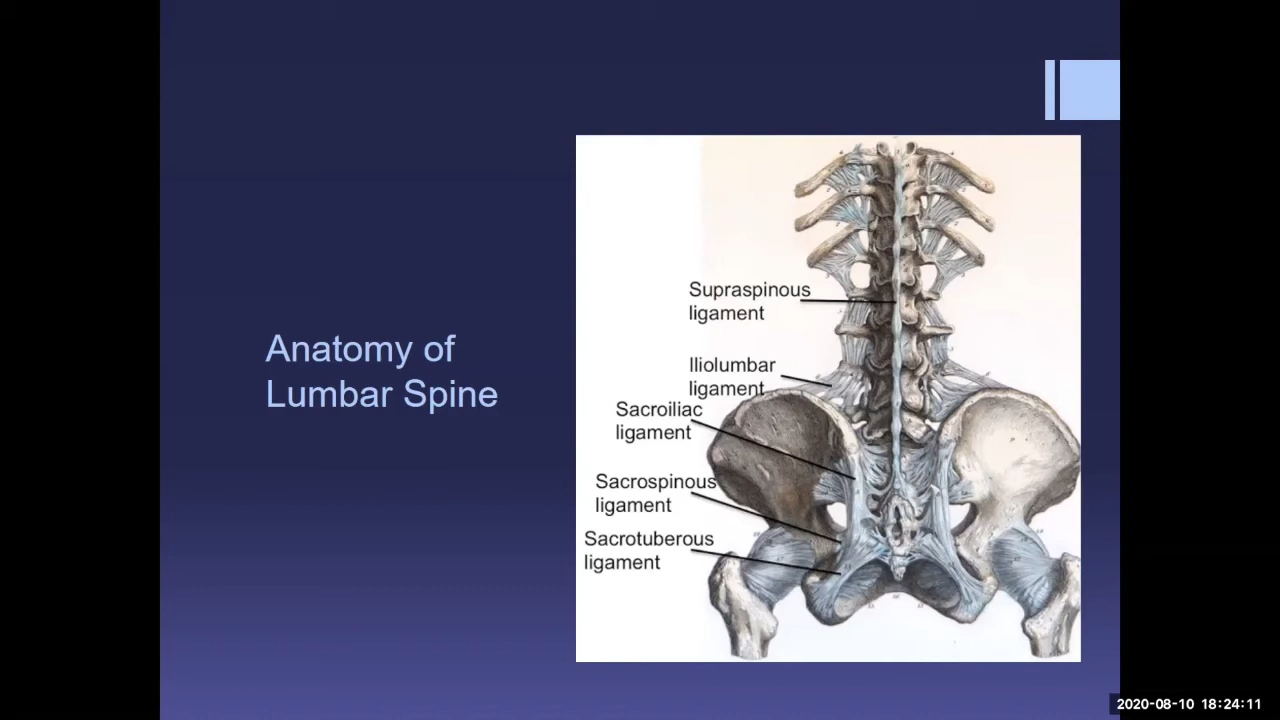 Anatomy of
Lumbar Spine
Supraspinous
ligament
Iliolumbar
ligament
Sacroiliac
ligament
Sacrospinous
ligament
Sacrotuberous
ligament
2020-08-10 18:24:11